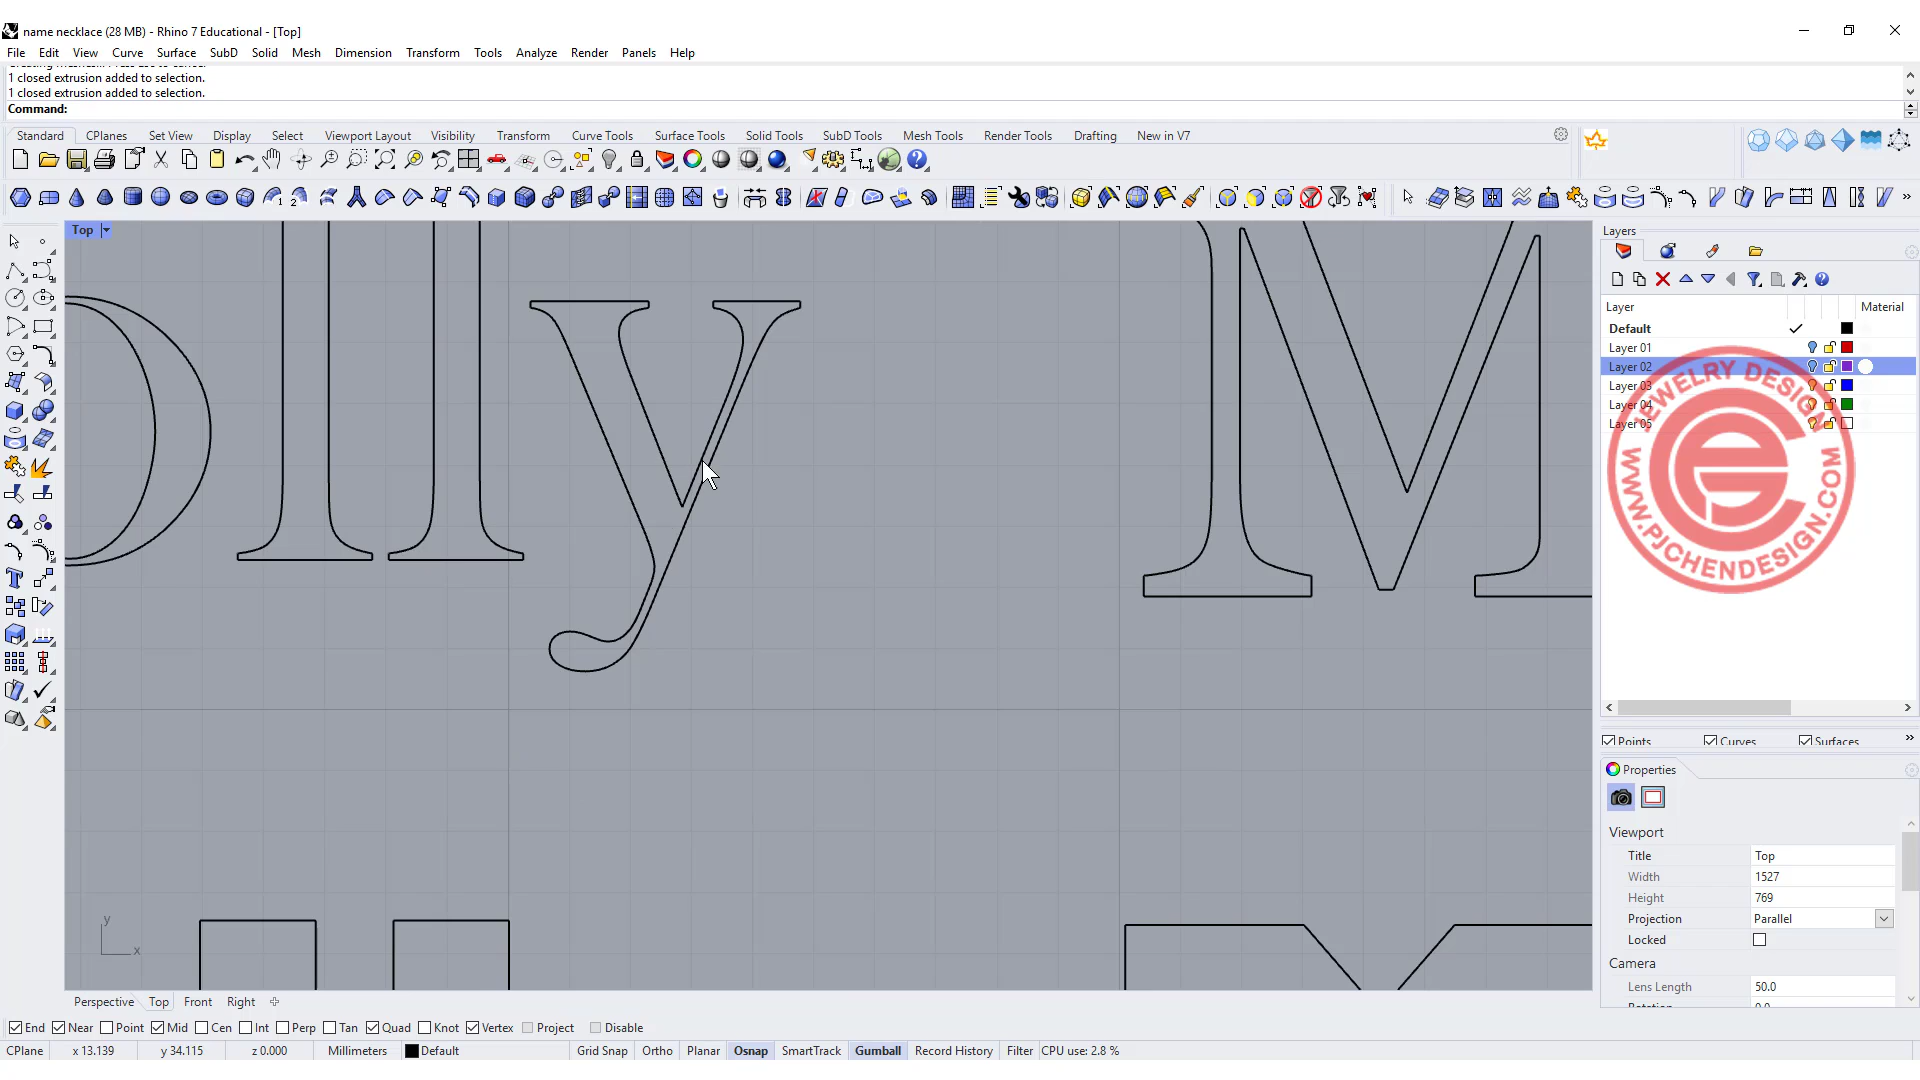 name necklace (28 MB) - Rhino 7 Educational - [Top]
File Edit View Curve Surface SubD Solid Mesh Dimension Transform Tools Analyze Render Panels Help
1 closed extrusion added to selection.
1 closed extrusion added to selection.
Command:
Standard CPlanes Set View Display Select Viewport Layout Visibility Transform Curve Tools Surface Tools Solid Tools SubD Tools Mesh Tools Render Tools Drafting New in V7
Top
Layers
Layer Material
Default
Layer 01
Layer 02
Layer 03
Layer 04
Layer 05
JEWELRY DESIGN
WWW.PJCHENDESIGN.COM
olly M
Points Curves Surfaces
Properties
Viewport
Title Top
Width 1527
Height 769
Projection Parallel
Locked
Camera
Lens Length 50.0
Rotation 0.0
y
x
Perspective Top Front Right
End Near Point Mid Cen Int Perp Tan Quad Knot Vertex Project Disable
CPlane x 13.139 y 34.115 z 0.000 Millimeters Default Grid Snap Ortho Planar Osnap SmartTrack Gumball Record History Filter CPU use: 2.8 %